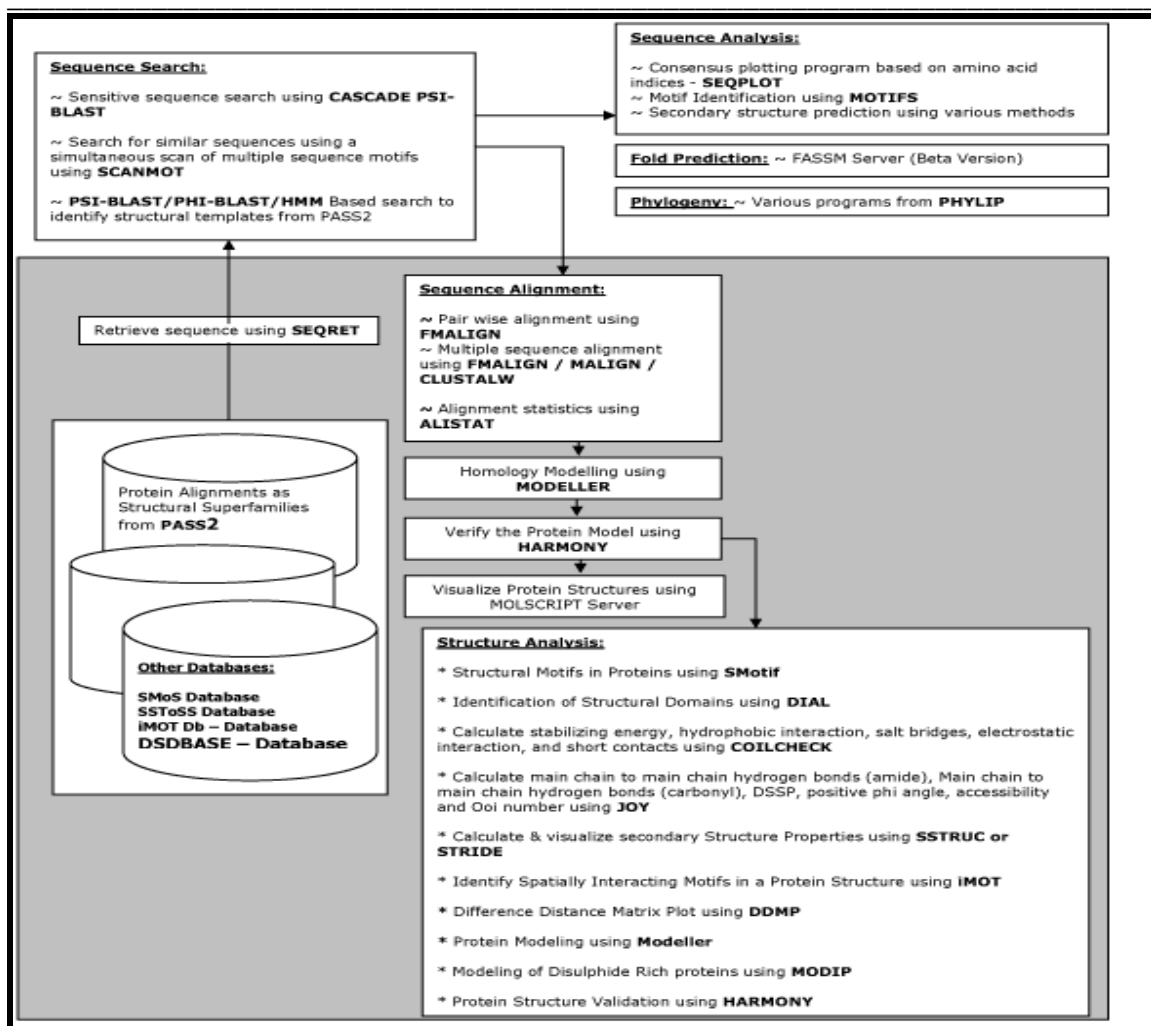 Sequence Search:
~ Sensitive sequence search using CASCADE PSI-
BLAST
~ Search for similar sequences using a
simultaneous scan of multiple sequence motifs
using SCANMOT
~ PSI-BLAST/PHI-BLAST/HMM Based search to
identify structural templates from PASS2
Sequence Analysis:
~ Consensus plotting program based on amino acid
indices - SEQPLOT
~ Motif Identification using MOTIFS
~ Secondary structure prediction using various methods
Fold Prediction: ~ FASSM Server (Beta Version)
Phylogeny: ~ Various programs from PHYLIP
Retrieve sequence using SEQRET
Protein Alignments as
Structural Superfamilies
from PASS2
Other Databases:
SMoS Database
SSToSS Database
iMOT Db – Database
DSDBASE – Database
Sequence Alignment:
~ Pair wise alignment using
FMALIGN
~ Multiple sequence alignment
using FMALIGN / MALIGN /
CLUSTALW
~ Alignment statistics using
ALISTAT
Homology Modelling using
MODELLER
Verify the Protein Model using
HARMONY
Visualize Protein Structures using
MOLSCRIPT Server
Structure Analysis:
* Structural Motifs in Proteins using SMotif
* Identification of Structural Domains using DIAL
* Calculate stabilizing energy, hydrophobic interaction, salt bridges, electrostatic
interaction, and short contacts using COILCHECK
* Calculate main chain to main chain hydrogen bonds (amide), Main chain to
main chain hydrogen bonds (carbonyl), DSSP, positive phi angle, accessibility
and Ooi number using JOY
* Calculate & visualize secondary Structure Properties using SSTRUC or
STRIDE
* Identify Spatially Interacting Motifs in a Protein Structure using iMOT
* Difference Distance Matrix Plot using DDMP
* Protein Modeling using Modeller
* Modeling of Disulphide Rich proteins using MODIP
* Protein Structure Validation using HARMONY